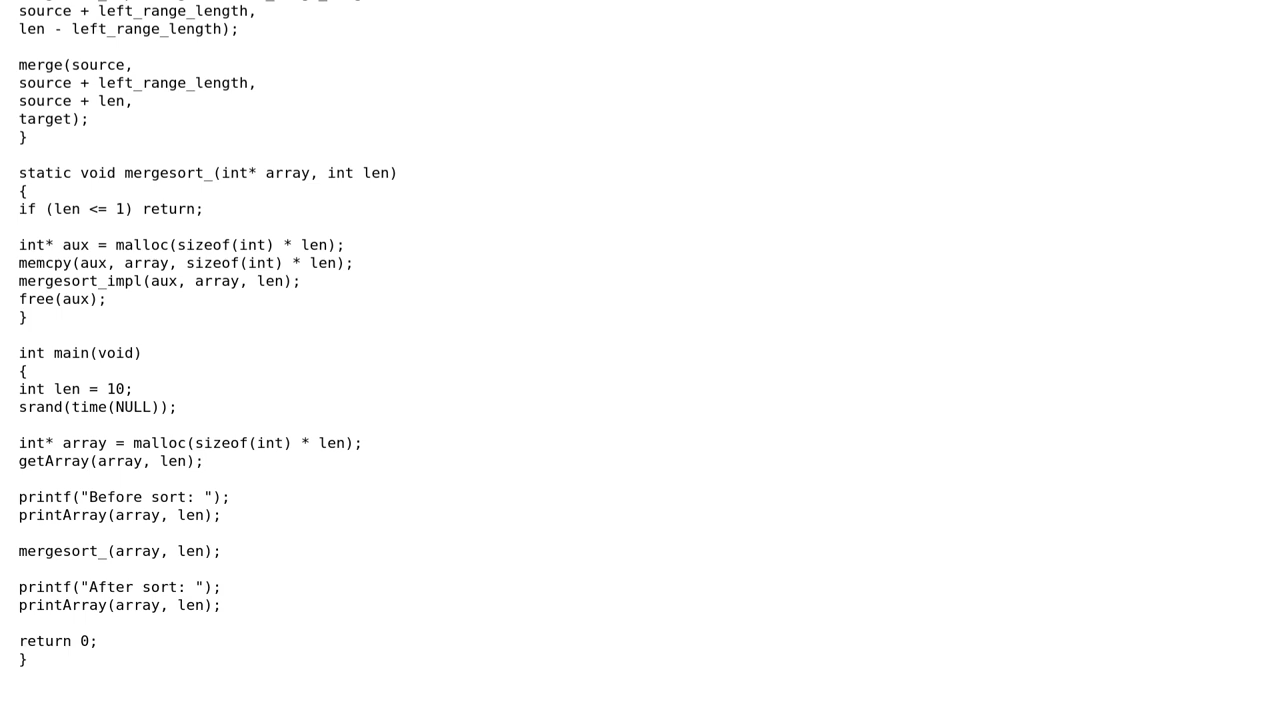 source + left_range_length,
len - left_range_length);

merge(source,
source + left_range_length,
source + len,
target);
}

static void mergesort_(int* array, int len)
{
if (len <= 1) return;

int* aux = malloc(sizeof(int) * len);
memcpy(aux, array, sizeof(int) * len);
mergesort_impl(aux, array, len);
free(aux);
}

int main(void)
{
int len = 10;
srand(time(NULL));

int* array = malloc(sizeof(int) * len);
getArray(array, len);

printf("Before sort: ");
printArray(array, len);

mergesort_(array, len);

printf("After sort: ");
printArray(array, len);

return 0;
}